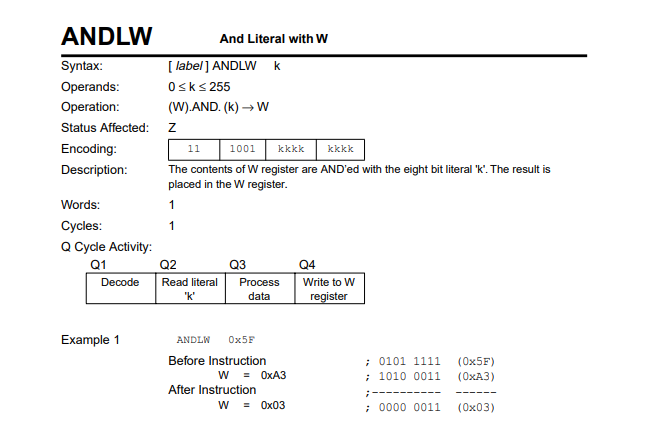 ANDLW And Literal with W
Syntax: [ label ] ANDLW k
Operands: 0 ≤ k ≤ 255
Operation: (W).AND. (k) → W
Status Affected: Z
Encoding: 11 1001 kkkk kkkk
Description: The contents of W register are AND'ed with the eight bit literal 'k'. The result is
placed in the W register.
Words: 1
Cycles: 1
Q Cycle Activity:
Q1 Q2 Q3 Q4
Decode Read literal Process Write to W
'k' data register
Example 1 ANDLW 0x5F
Before Instruction ; 0101 1111 (0x5F)
W = 0xA3 ; 1010 0011 (0xA3)
After Instruction ;---------- ------
W = 0x03 ; 0000 0011 (0x03)